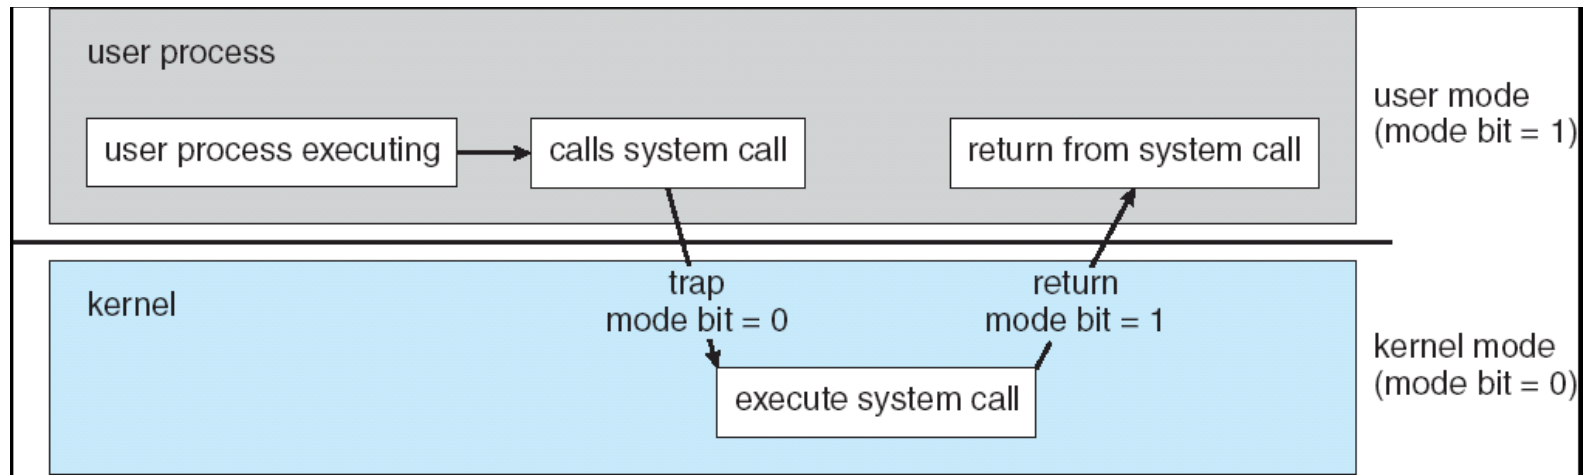 user process
user process executing
calls system call
return from system call
user mode
(mode bit = 1)
kernel
trap
mode bit = 0
return
mode bit = 1
execute system call
kernel mode
(mode bit = 0)